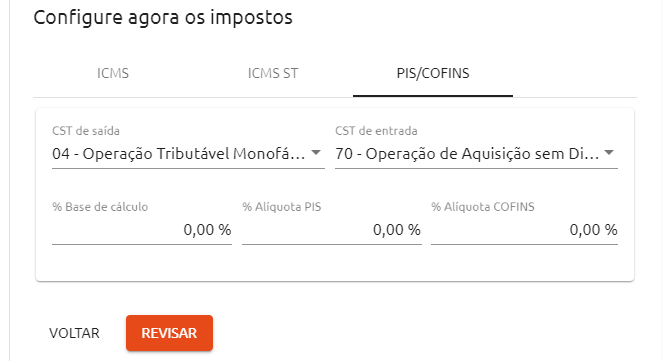 Configure agora os impostos
ICMS ICMS ST PIS/COFINS
CST de saída CST de entrada
04 - Operação Tributável Monofá... 70 - Operação de Aquisição sem Di...
% Base de cálculo % Alíquota PIS % Alíquota COFINS
0,00 % 0,00 % 0,00 %
VOLTAR REVISAR